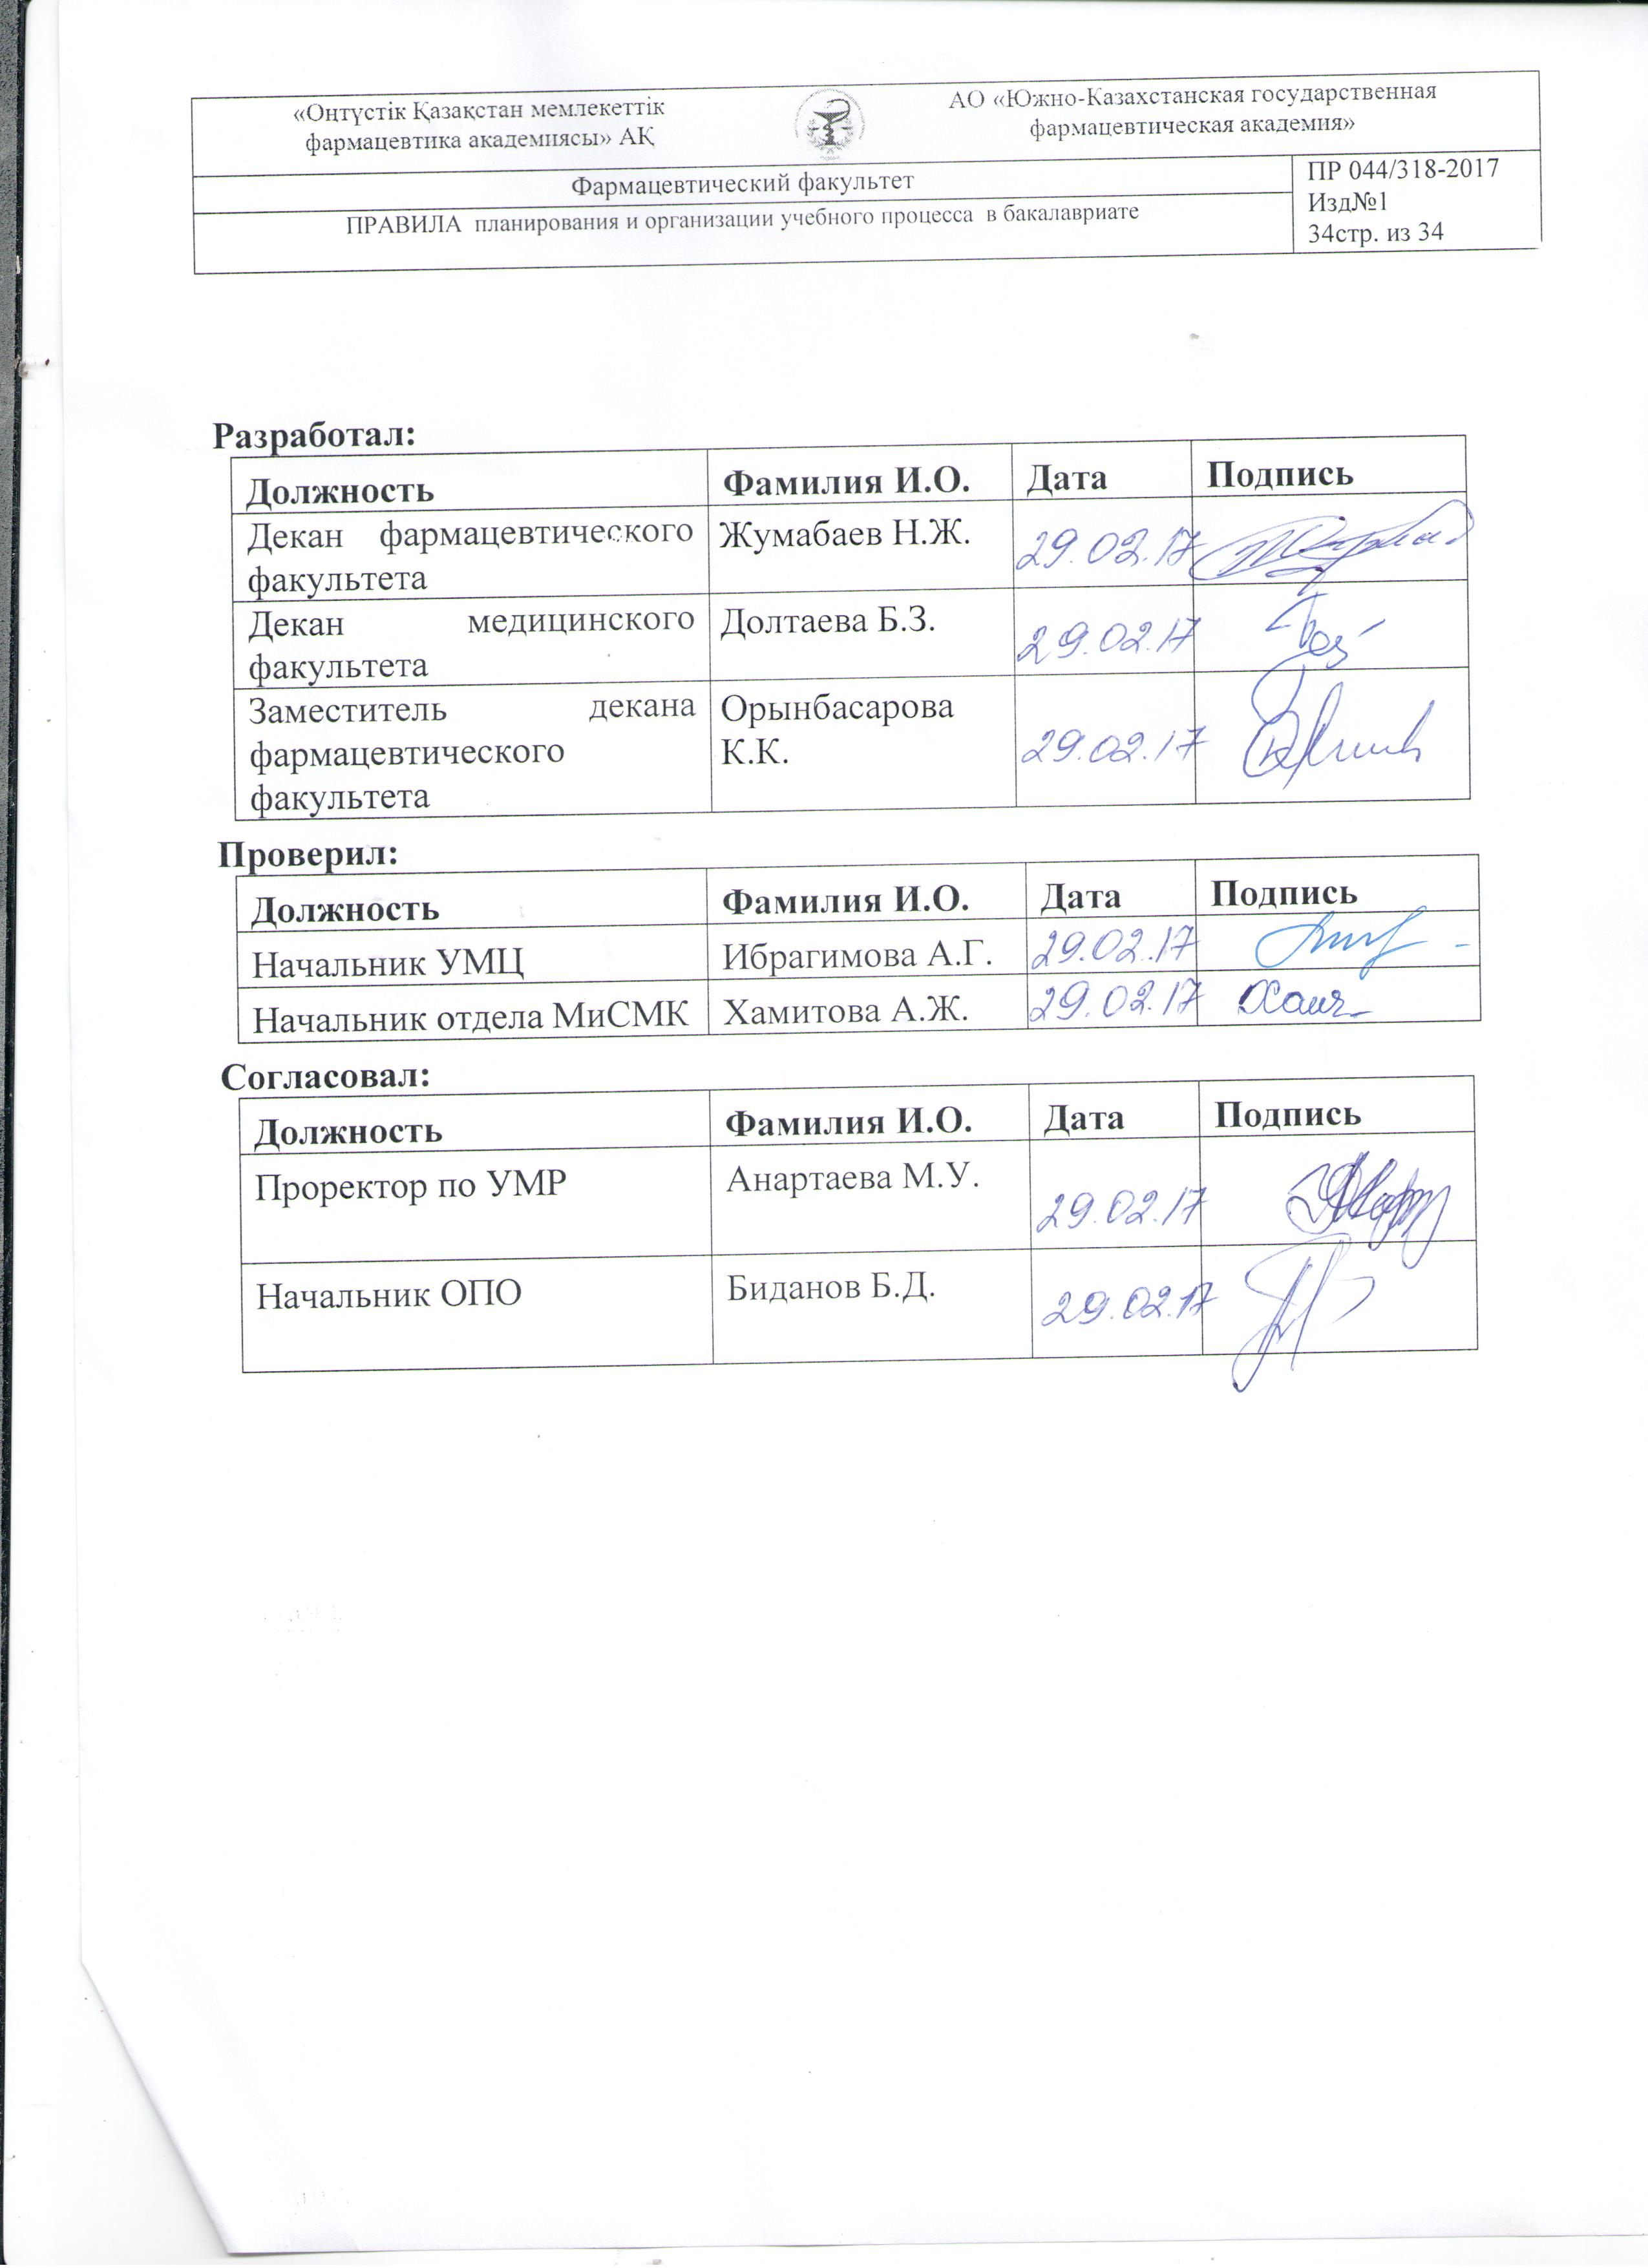 «Оңтүстік Қазақстан мемлекеттік
фармацевтика академиясы» АҚ
АО «Южно-Казахстанская государственная
фармацевтическая академия»
Фармацевтический факультет
ПРАВИЛА планирования и организации учебного процесса в бакалавриате
ПР 044/318-2017
Изд№1
34стр. из 34
Разработал:
Должность Фамилия И.О. Дата Подпись
Декан фармацевтического Жумабаев Н.Ж. 29.02.17
факультета
Декан медицинского Долтаева Б.З. 29.02.17
факультета
Заместитель декана Орынбасарова
фармацевтического К.К. 29.02.17
факультета
Проверил:
Должность Фамилия И.О. Дата Подпись
Начальник УМЦ Ибрагимова А.Г. 29.02.17
Начальник отдела МиСМК Хамитова А.Ж. 29.02.17
Согласовал:
Должность Фамилия И.О. Дата Подпись
Проректор по УМР Анартаева М.У. 29.02.17
Начальник ОПО Биданов Б.Д. 29.02.17